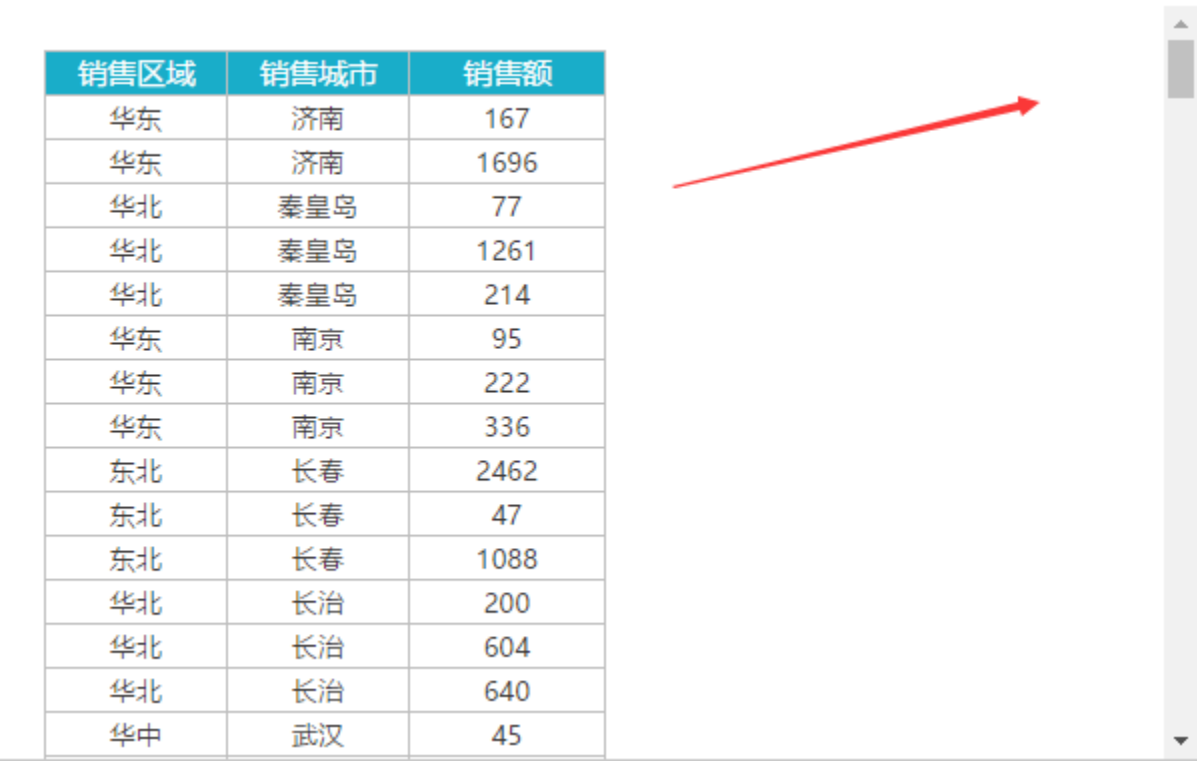 销售区域 销售城市 销售额
华东 济南 167
华东 济南 1696
华北 秦皇岛 77
华北 秦皇岛 1261
华北 秦皇岛 214
华东 南京 95
华东 南京 222
华东 南京 336
东北 长春 2462
东北 长春 47
东北 长春 1088
华北 长治 200
华北 长治 604
华北 长治 640
华中 武汉 45